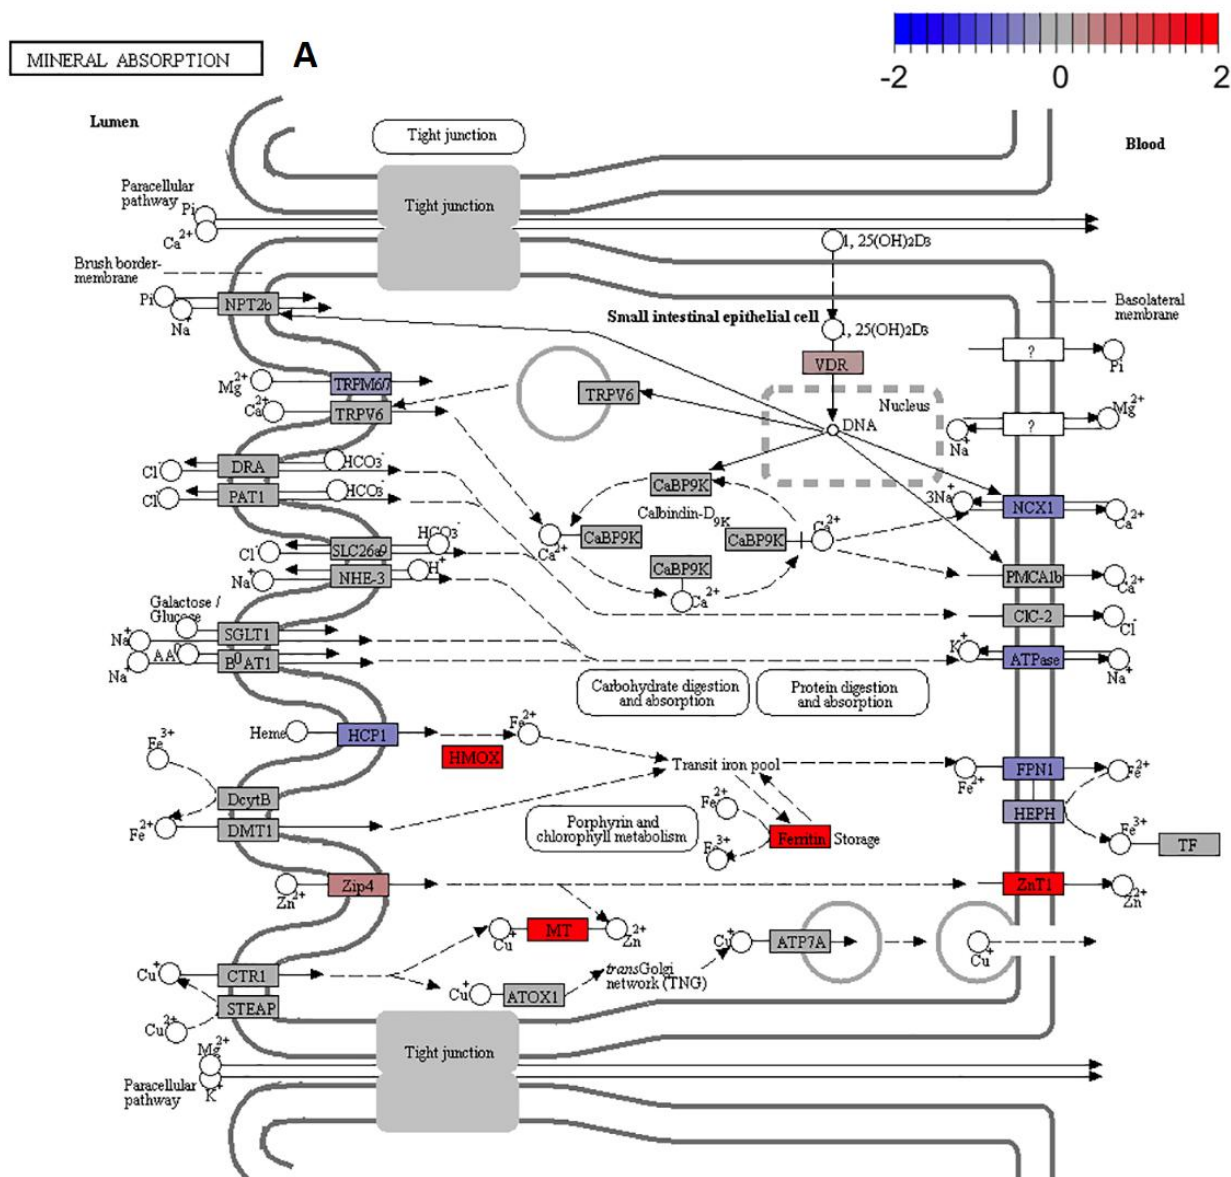 MINERAL ABSORPTION
A
-2
0
2
Lumen
Tight junction
Blood
Paracellular
pathway
Pi
Ca2+
Tight junction
1, 25(OH)2D3
Brush border-
membrane
Pi
Na+
NPT2b
Small intestinal epithelial cell
1, 25(OH)2D3
Basolateral
membrane
VDR
?
Pi
Mg2+
TRPM6/7
Ca2+
TRPV6
TRPV6
Nucleus
DNA
?
Mg2+
Na+
Cl-
DRA
HCO3-
Cl-
PAT1
HCO3-
CaBP9K
Calbindin-D9K
CaBP9K
CaBP9K
CaBP9K
Ca2+
Ca2+
Ca2+
3Na+
NCX1
Ca2+
Cl-
SLC26a9
HCO3-
Na+
NHE-3
H+
PMCA1b
Ca2+
ClC-2
Cl-
Galactose /
Glucose
Na+
SGLT1
AA0
Na+
B0AT1
K+
ATPase
Na+
Carbohydrate digestion
and absorption
Protein digestion
and absorption
Heme
HCP1
HMOX
Fe2+
Fe3+
DcytB
Fe2+
DMT1
Transit iron pool
Fe2+
FPN1
Fe2+
HEPH
Fe3+
TF
Porphyrin and
chlorophyll metabolism
Fe2+
Fe3+
Ferritin
Storage
Zn2+
Zip4
ZnT1
Zn2+
Cu+
MT
Zn2+
Cu+
ATP7A
Cu+
Cu+
CTR1
STEAP
Cu2+
Cu+
ATOX1
transGolgi
network (TNG)
Mg2+
K+
Paracellular
pathway
Tight junction